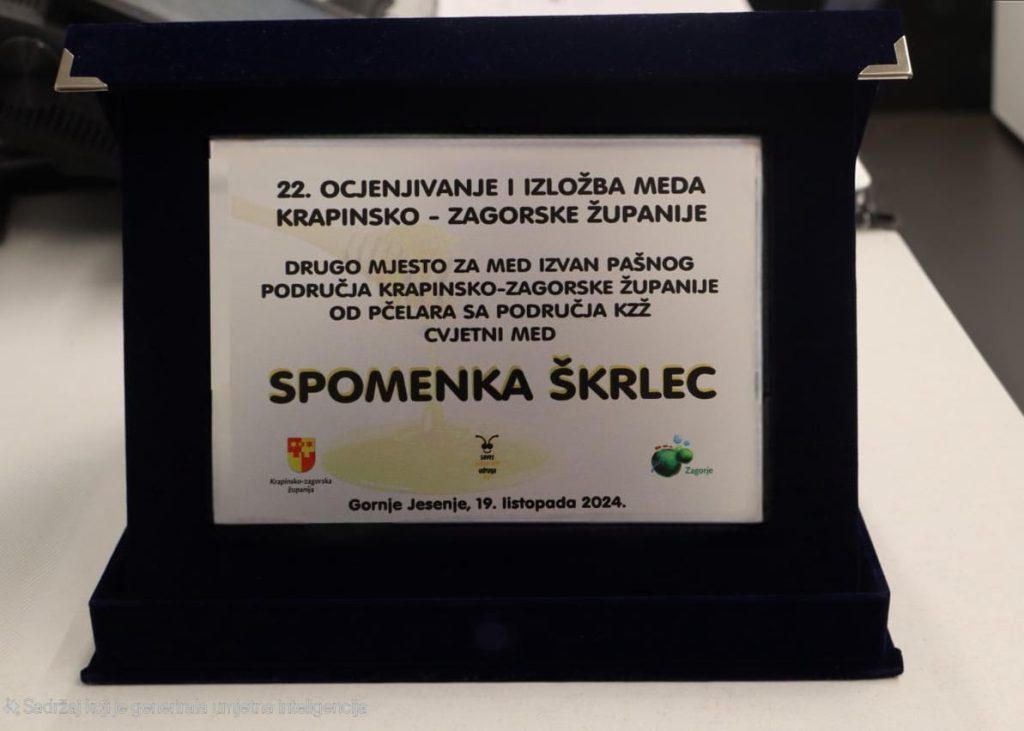 22. OCJENJIVANJE I IZLOŽBA MEDA
KRAPINSKO - ZAGORSKE ŽUPANIJE
DRUGO MJESTO ZA MED IZVAN PAŠNOG
PODRUČJA KRAPINSKO-ZAGORSKE ŽUPANIJE
OD PČELARA SA PODRUČJA KZŽ
CVJETNI MED
SPOMENKA ŠKRLEC
Krapinsko-zagorska
županija
savez
udruga
Zagorje
Gornje Jesenje, 19. listopada 2024.
Sadržaj koji je generirala umjetna inteligencija